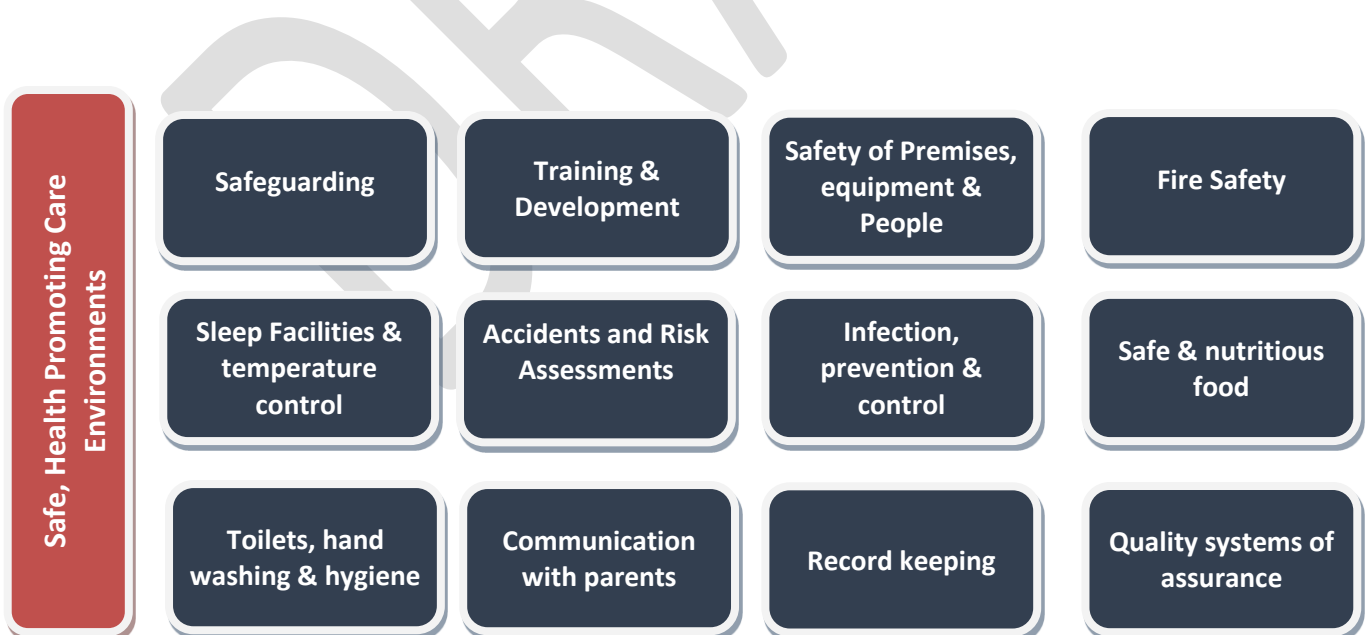 Safe, Health Promoting Care
Environments
Safeguarding
Training &
Development
Safety of Premises,
equipment &
People
Fire Safety
Sleep Facilities &
temperature
control
Accidents and Risk
Assessments
Infection,
prevention &
control
Safe & nutritious
food
Toilets, hand
washing & hygiene
Communication
with parents
Record keeping
Quality systems of
assurance